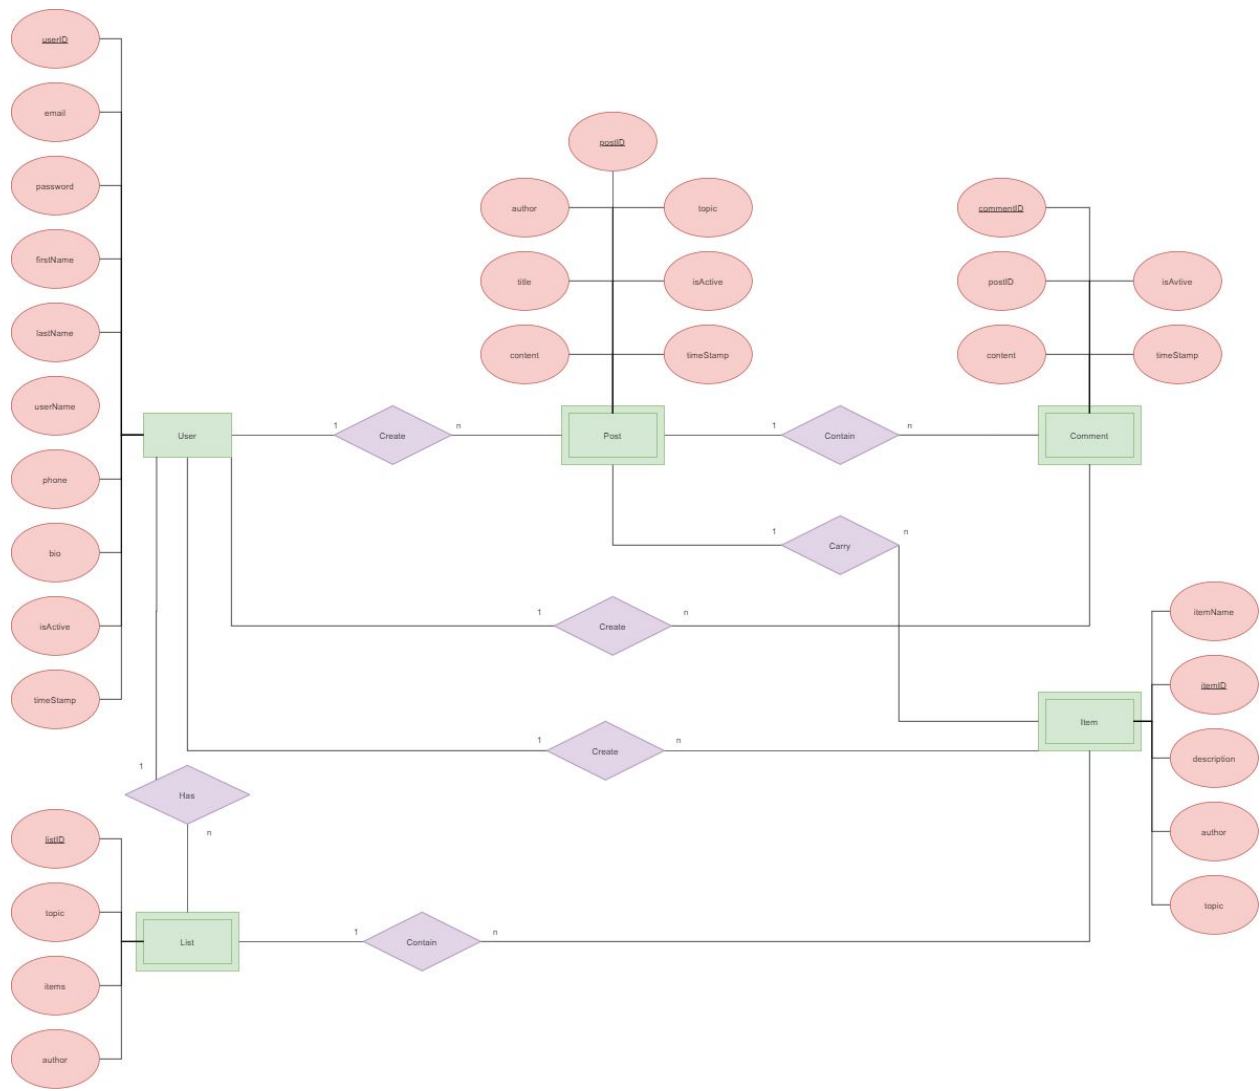 userID
email
password
firstName
lastName
userName
phone
bio
isActive
timeStamp
User
1
Create
n
postID
author
topic
title
isActive
content
timeStamp
Post
1
Contain
n
commentID
postID
isAvtive
content
timeStamp
Comment
1
Carry
n
1
Create
n
1
Create
n
itemName
itemID
description
author
topic
Item
1
Has
n
listID
topic
items
author
List
1
Contain
n